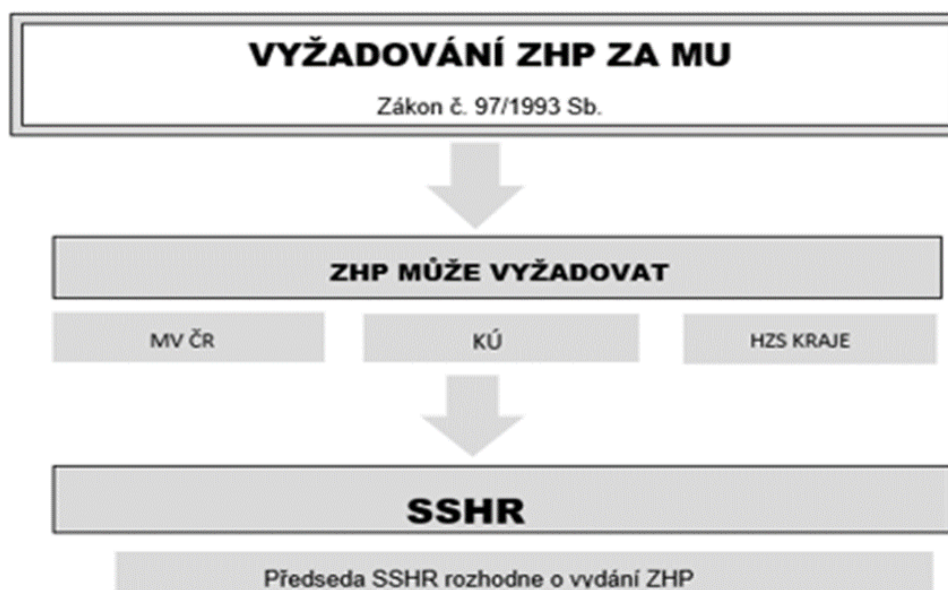 VYŽADOVÁNÍ ZHP ZA MU
Zákon č. 97/1993 Sb.
ZHP MŮŽE VYŽADOVAT
MV ČR
KÚ
HZS KRAJE
SSHR
Předseda SSHR rozhodne o vydání ZHP